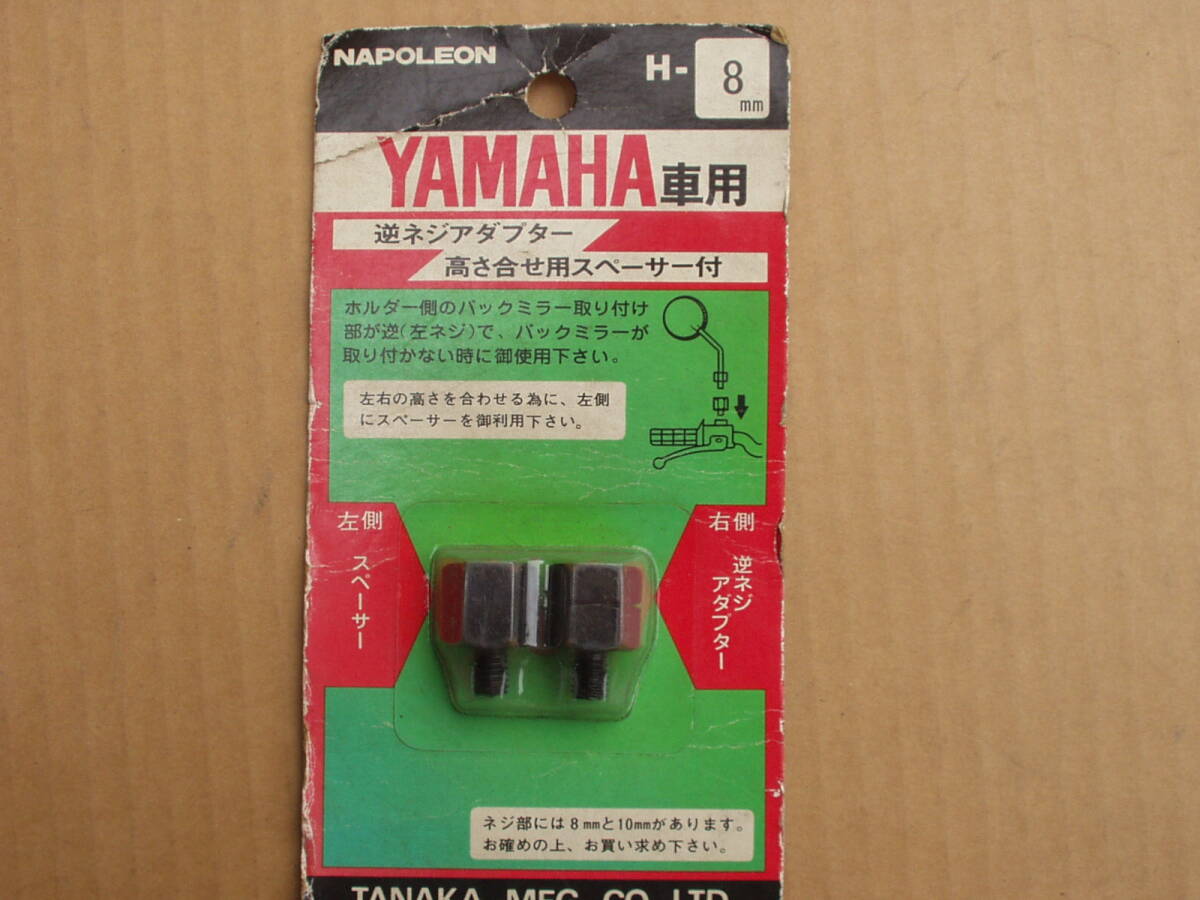 NAPOLEON
H- 8 mm
YAMAHA車用
逆ネジアダプター
高さ合せ用スペーサー付
ホルダー側のバックミラー取り付け
部が逆(左ネジ)で、バックミラーが
取り付かない時に御使用下さい。
左右の高さを合わせる為に、左側
にスペーサーを御利用下さい。
左側
スペーサー
右側
逆ネジ
アダプター
ネジ部には8mmと10mmがあります。
お確めの上、お買い求め下さい。
TANAKA MFG. CO., LTD.